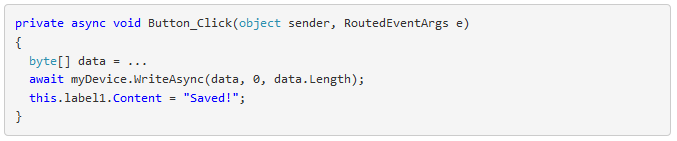 private async void Button_Click(object sender, RoutedEventArgs e)
{
  byte[] data = ...
  await myDevice.WriteAsync(data, 0, data.Length);
  this.label1.Content = "Saved!";
}